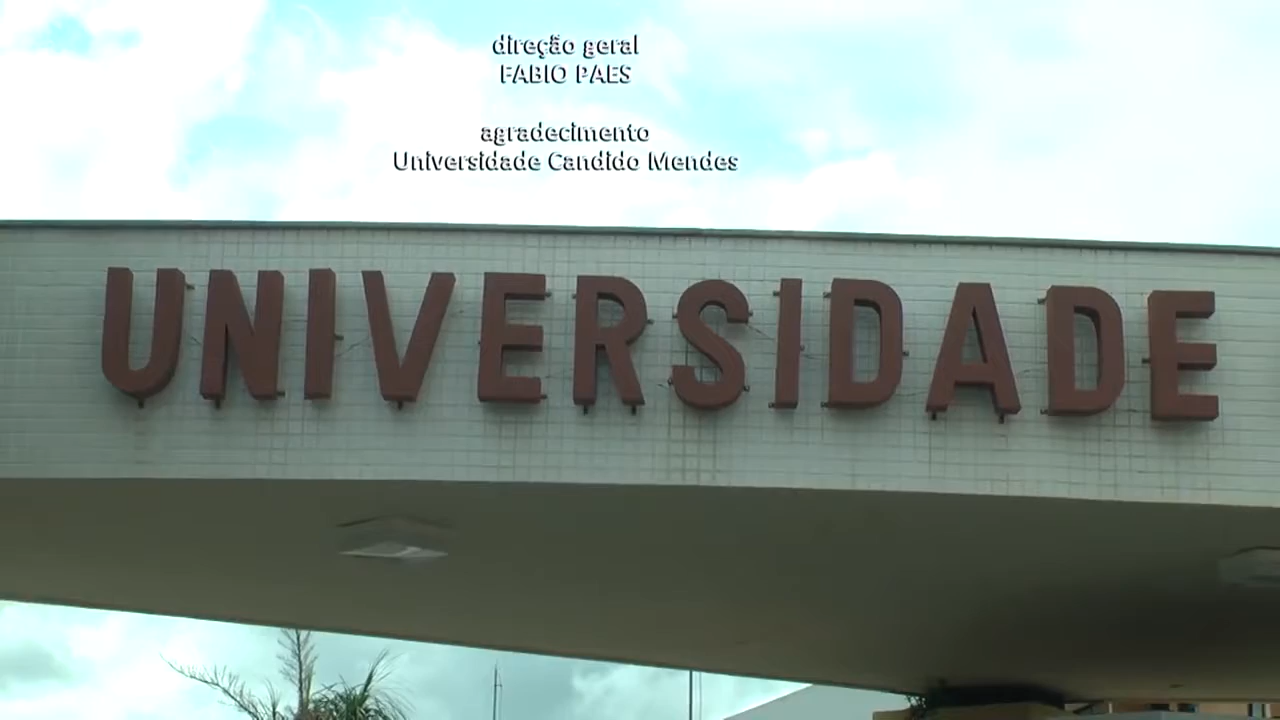 direção geral
FABIO PAES
agradecimento
Universidade Candido Mendes
UNIVERSIDADE